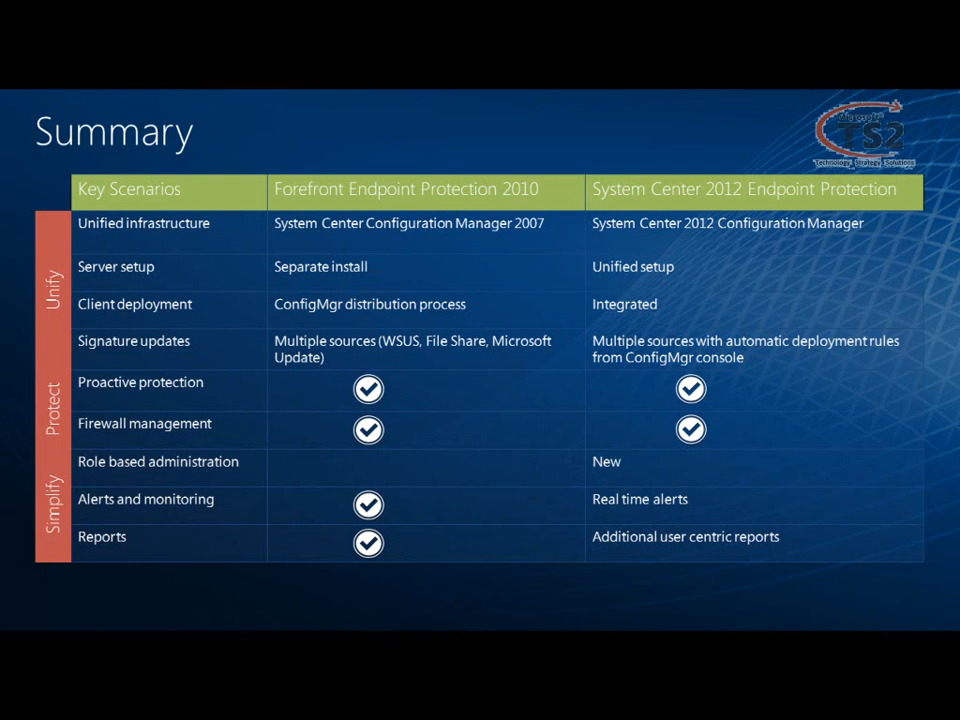 Summary
Microsoft
TS2
Technology Strategy Solutions
Key Scenarios
Forefront Endpoint Protection 2010
System Center 2012 Endpoint Protection
Unify
Unified infrastructure
System Center Configuration Manager 2007
System Center 2012 Configuration Manager
Server setup
Separate install
Unified setup
Client deployment
ConfigMgr distribution process
Integrated
Signature updates
Multiple sources (WSUS, File Share, Microsoft
Update)
Multiple sources with automatic deployment rules
from ConfigMgr console
Protect
Proactive protection
Firewall management
Simplify
Role based administration
New
Alerts and monitoring
Real time alerts
Reports
Additional user centric reports